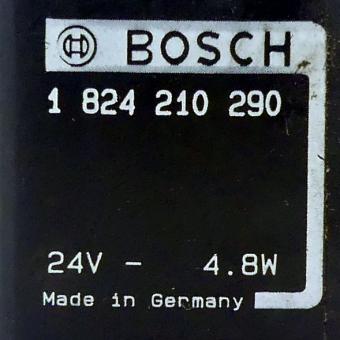 BOSCH
1 824 210 290
24V - 4.8W
Made in Germany